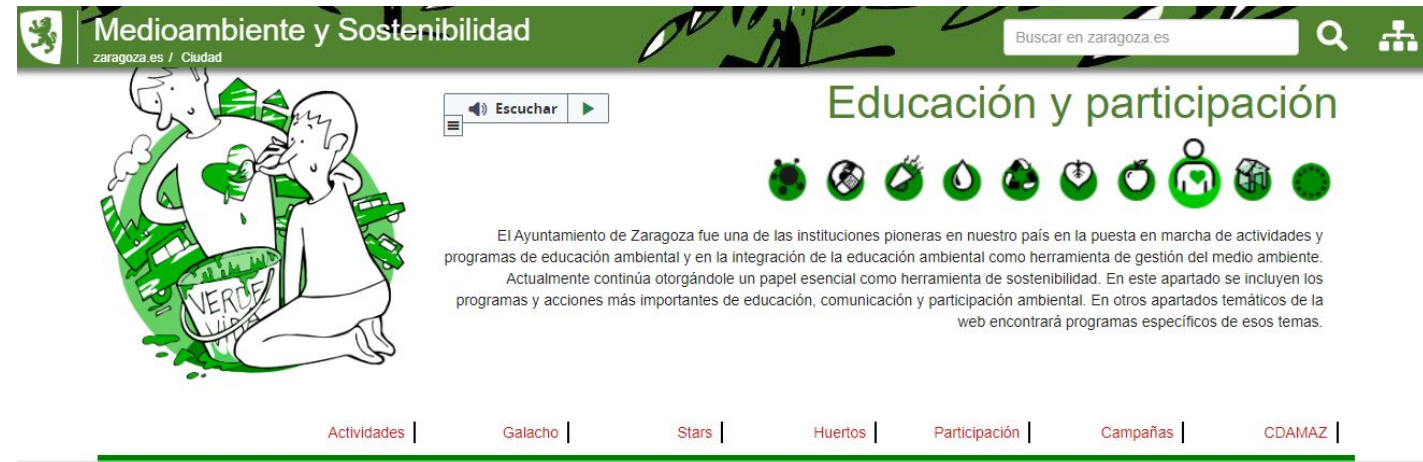 Medioambiente y Sostenibilidad
zaragoza.es / Ciudad
Buscar en zaragoza.es
Escuchar
Educación y participación
El Ayuntamiento de Zaragoza fue una de las instituciones pioneras en nuestro país en la puesta en marcha de actividades y
programas de educación ambiental y en la integración de la educación ambiental como herramienta de gestión del medio ambiente.
Actualmente continúa otorgándole un papel esencial como herramienta de sostenibilidad. En este apartado se incluyen los
programas y acciones más importantes de educación, comunicación y participación ambiental. En otros apartados temáticos de la
web encontrará programas específicos de esos temas.
VERDE
VIDA
Actividades
Galacho
Stars
Huertos
Participación
Campañas
CDAMAZ